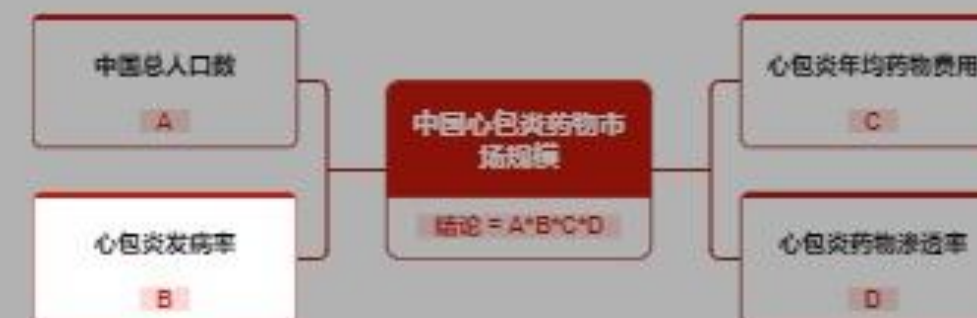 中国总人口数
A
心包炎发病率
B
中国心包炎药物市
场规模
结论 = A*B*C*D
心包炎年均药物费用
C
心包炎药物渗透率
D